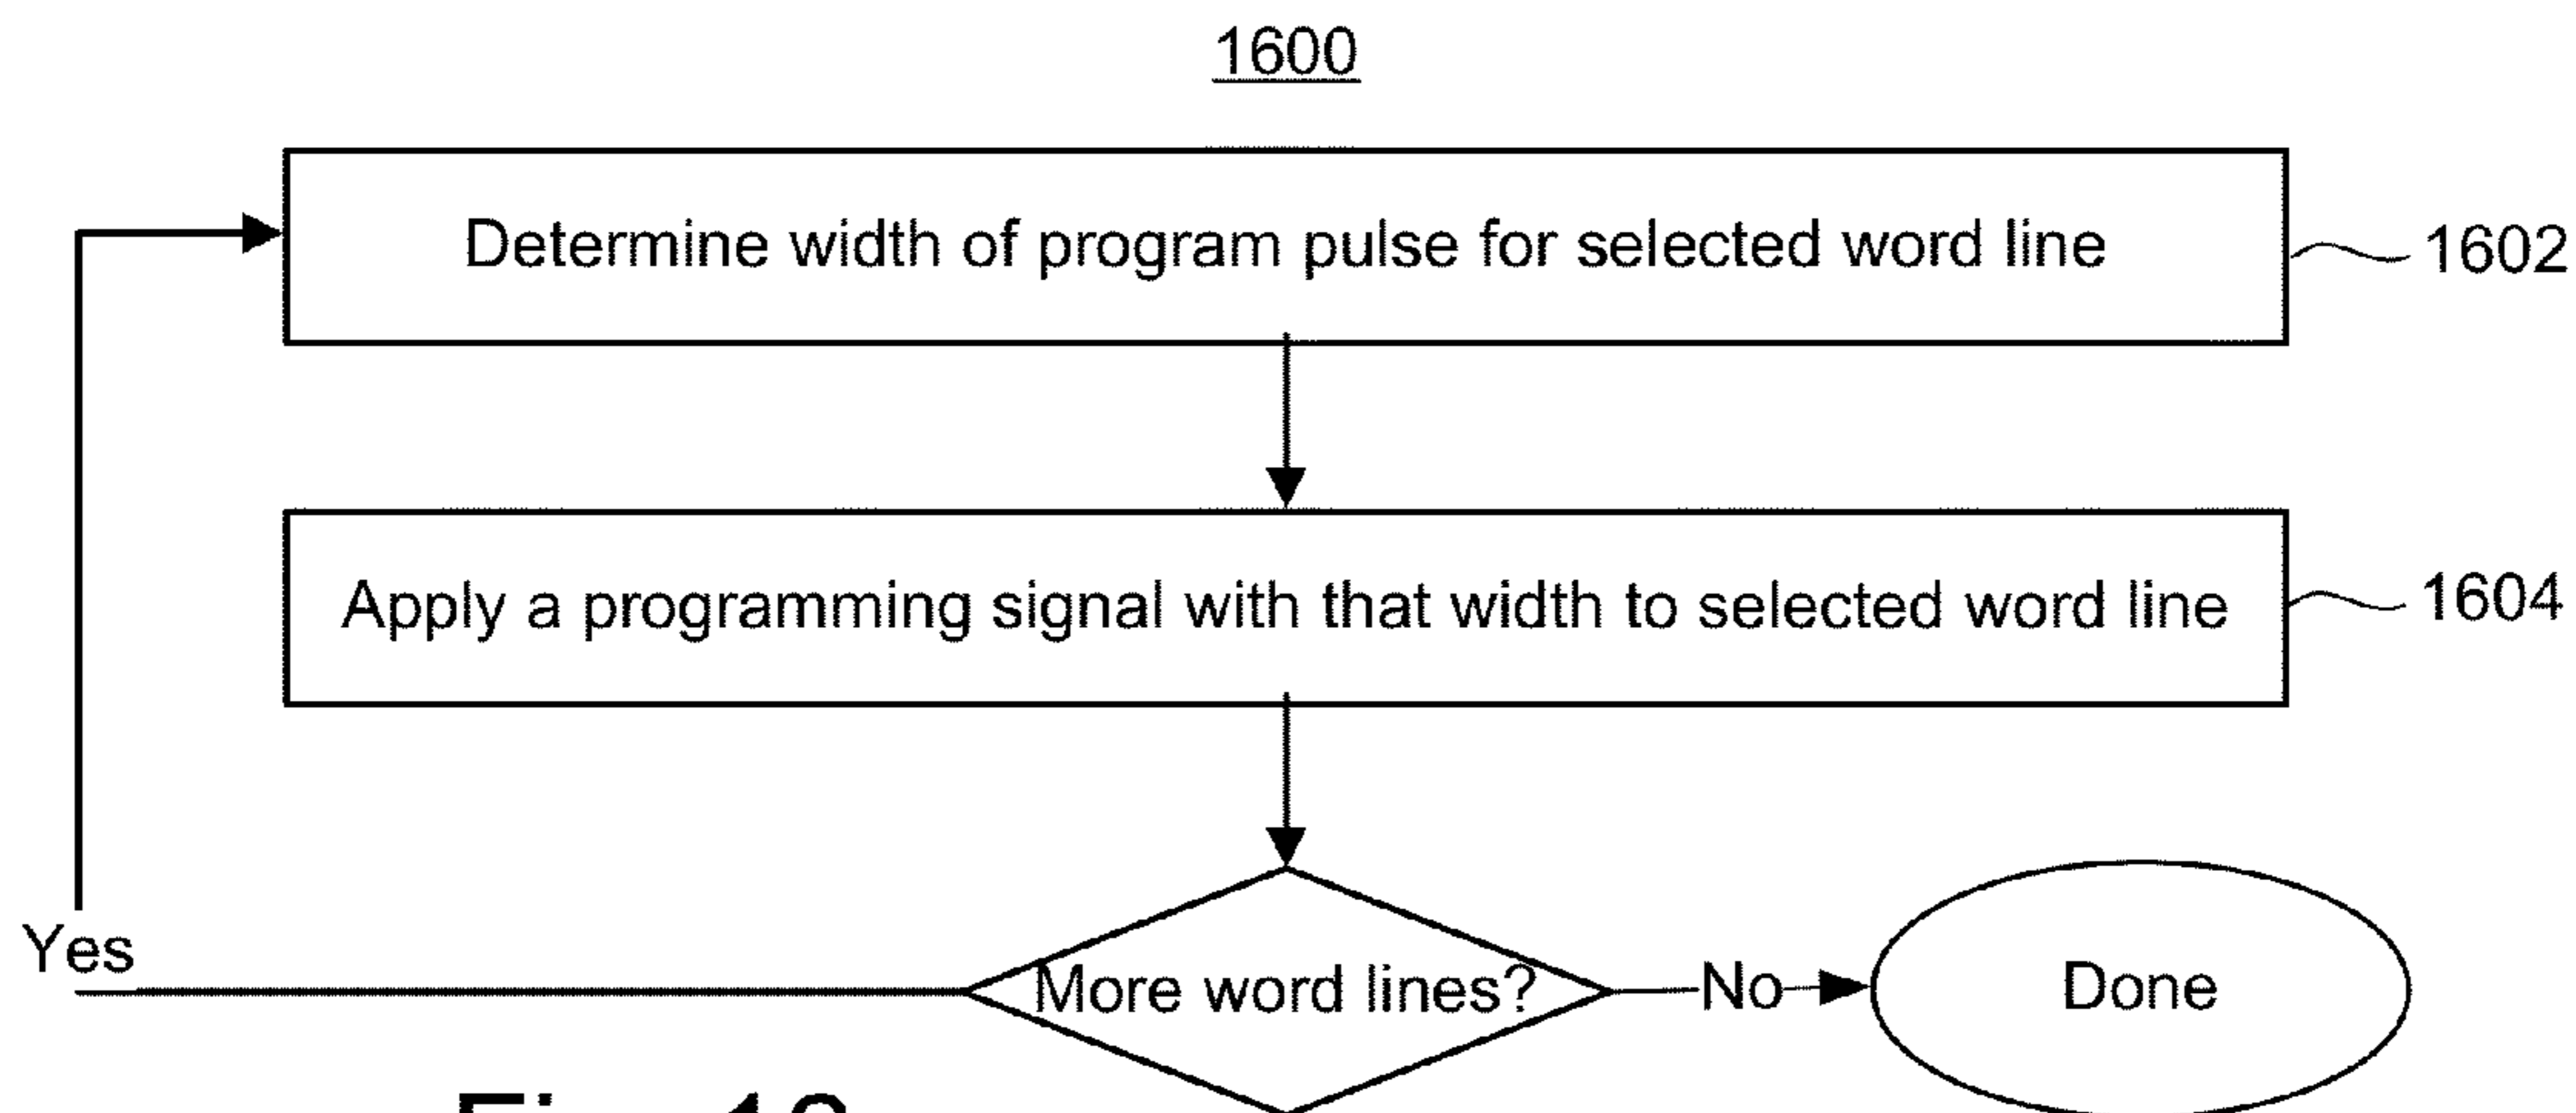 1600
Determine width of program pulse for selected word line
1602
Apply a programming signal with that width to selected word line
1604
Yes
More word lines?
No
Done